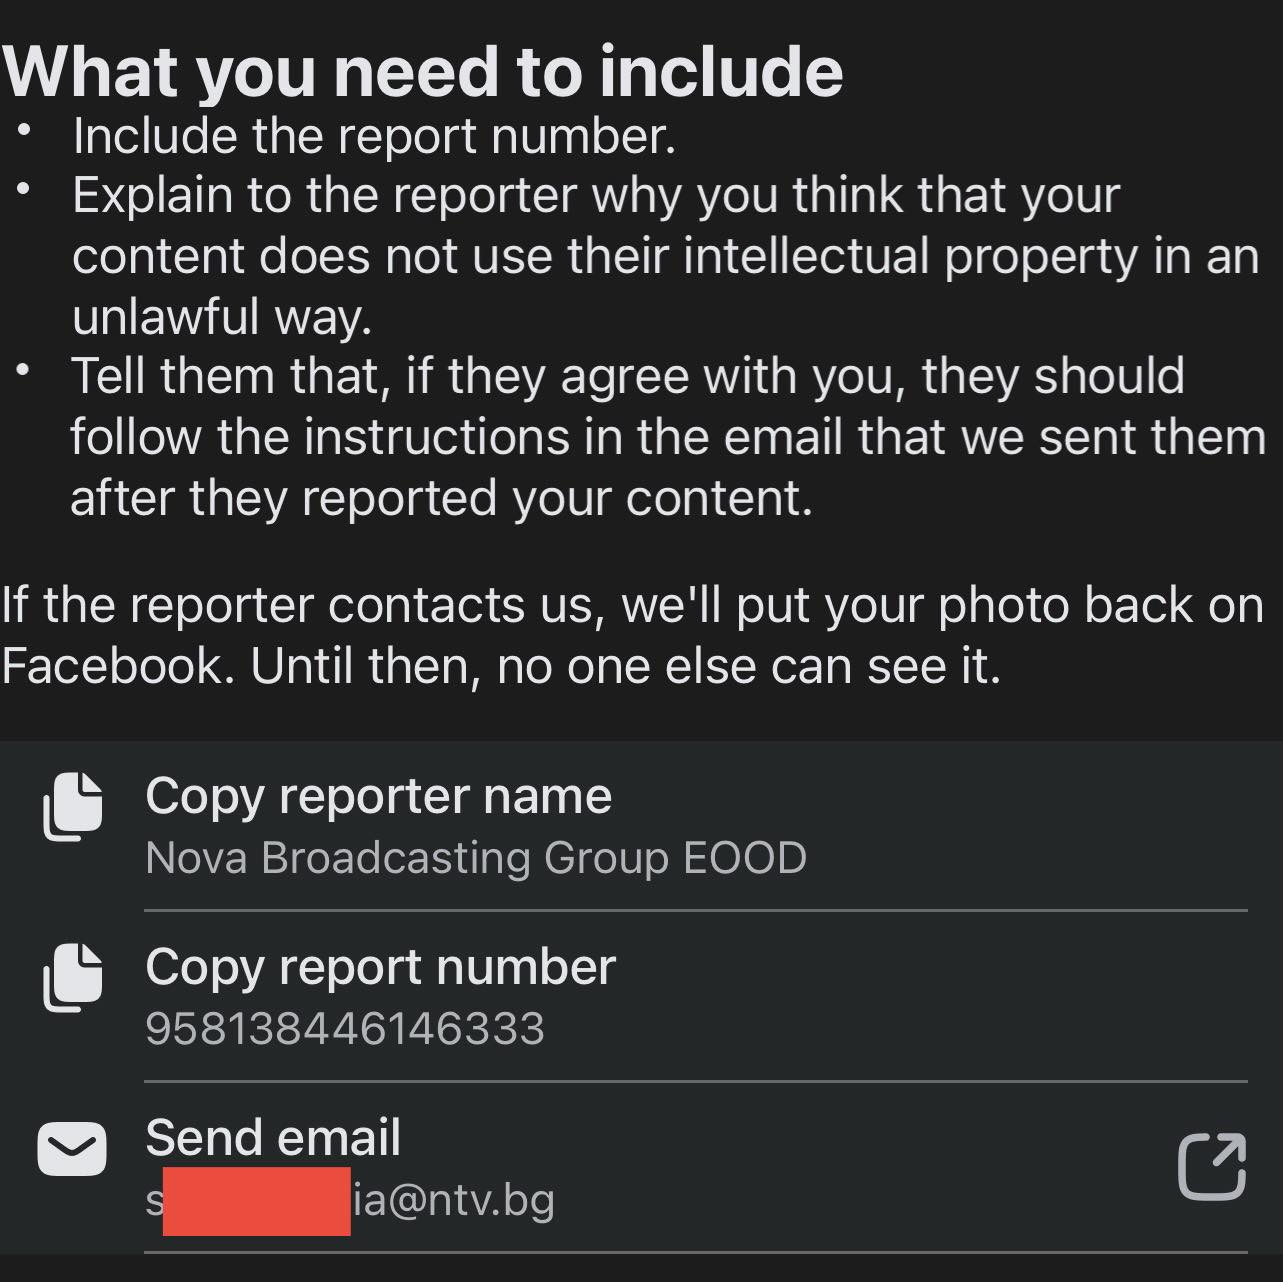 What you need to include
• Include the report number.
• Explain to the reporter why you think that your
content does not use their intellectual property in an
unlawful way.
• Tell them that, if they agree with you, they should
follow the instructions in the email that we sent them
after they reported your content.
If the reporter contacts us, we'll put your photo back on
Facebook. Until then, no one else can see it.
Copy reporter name
Nova Broadcasting Group EOOD
Copy report number
958138446146333
Send email
s ia@ntv.bg